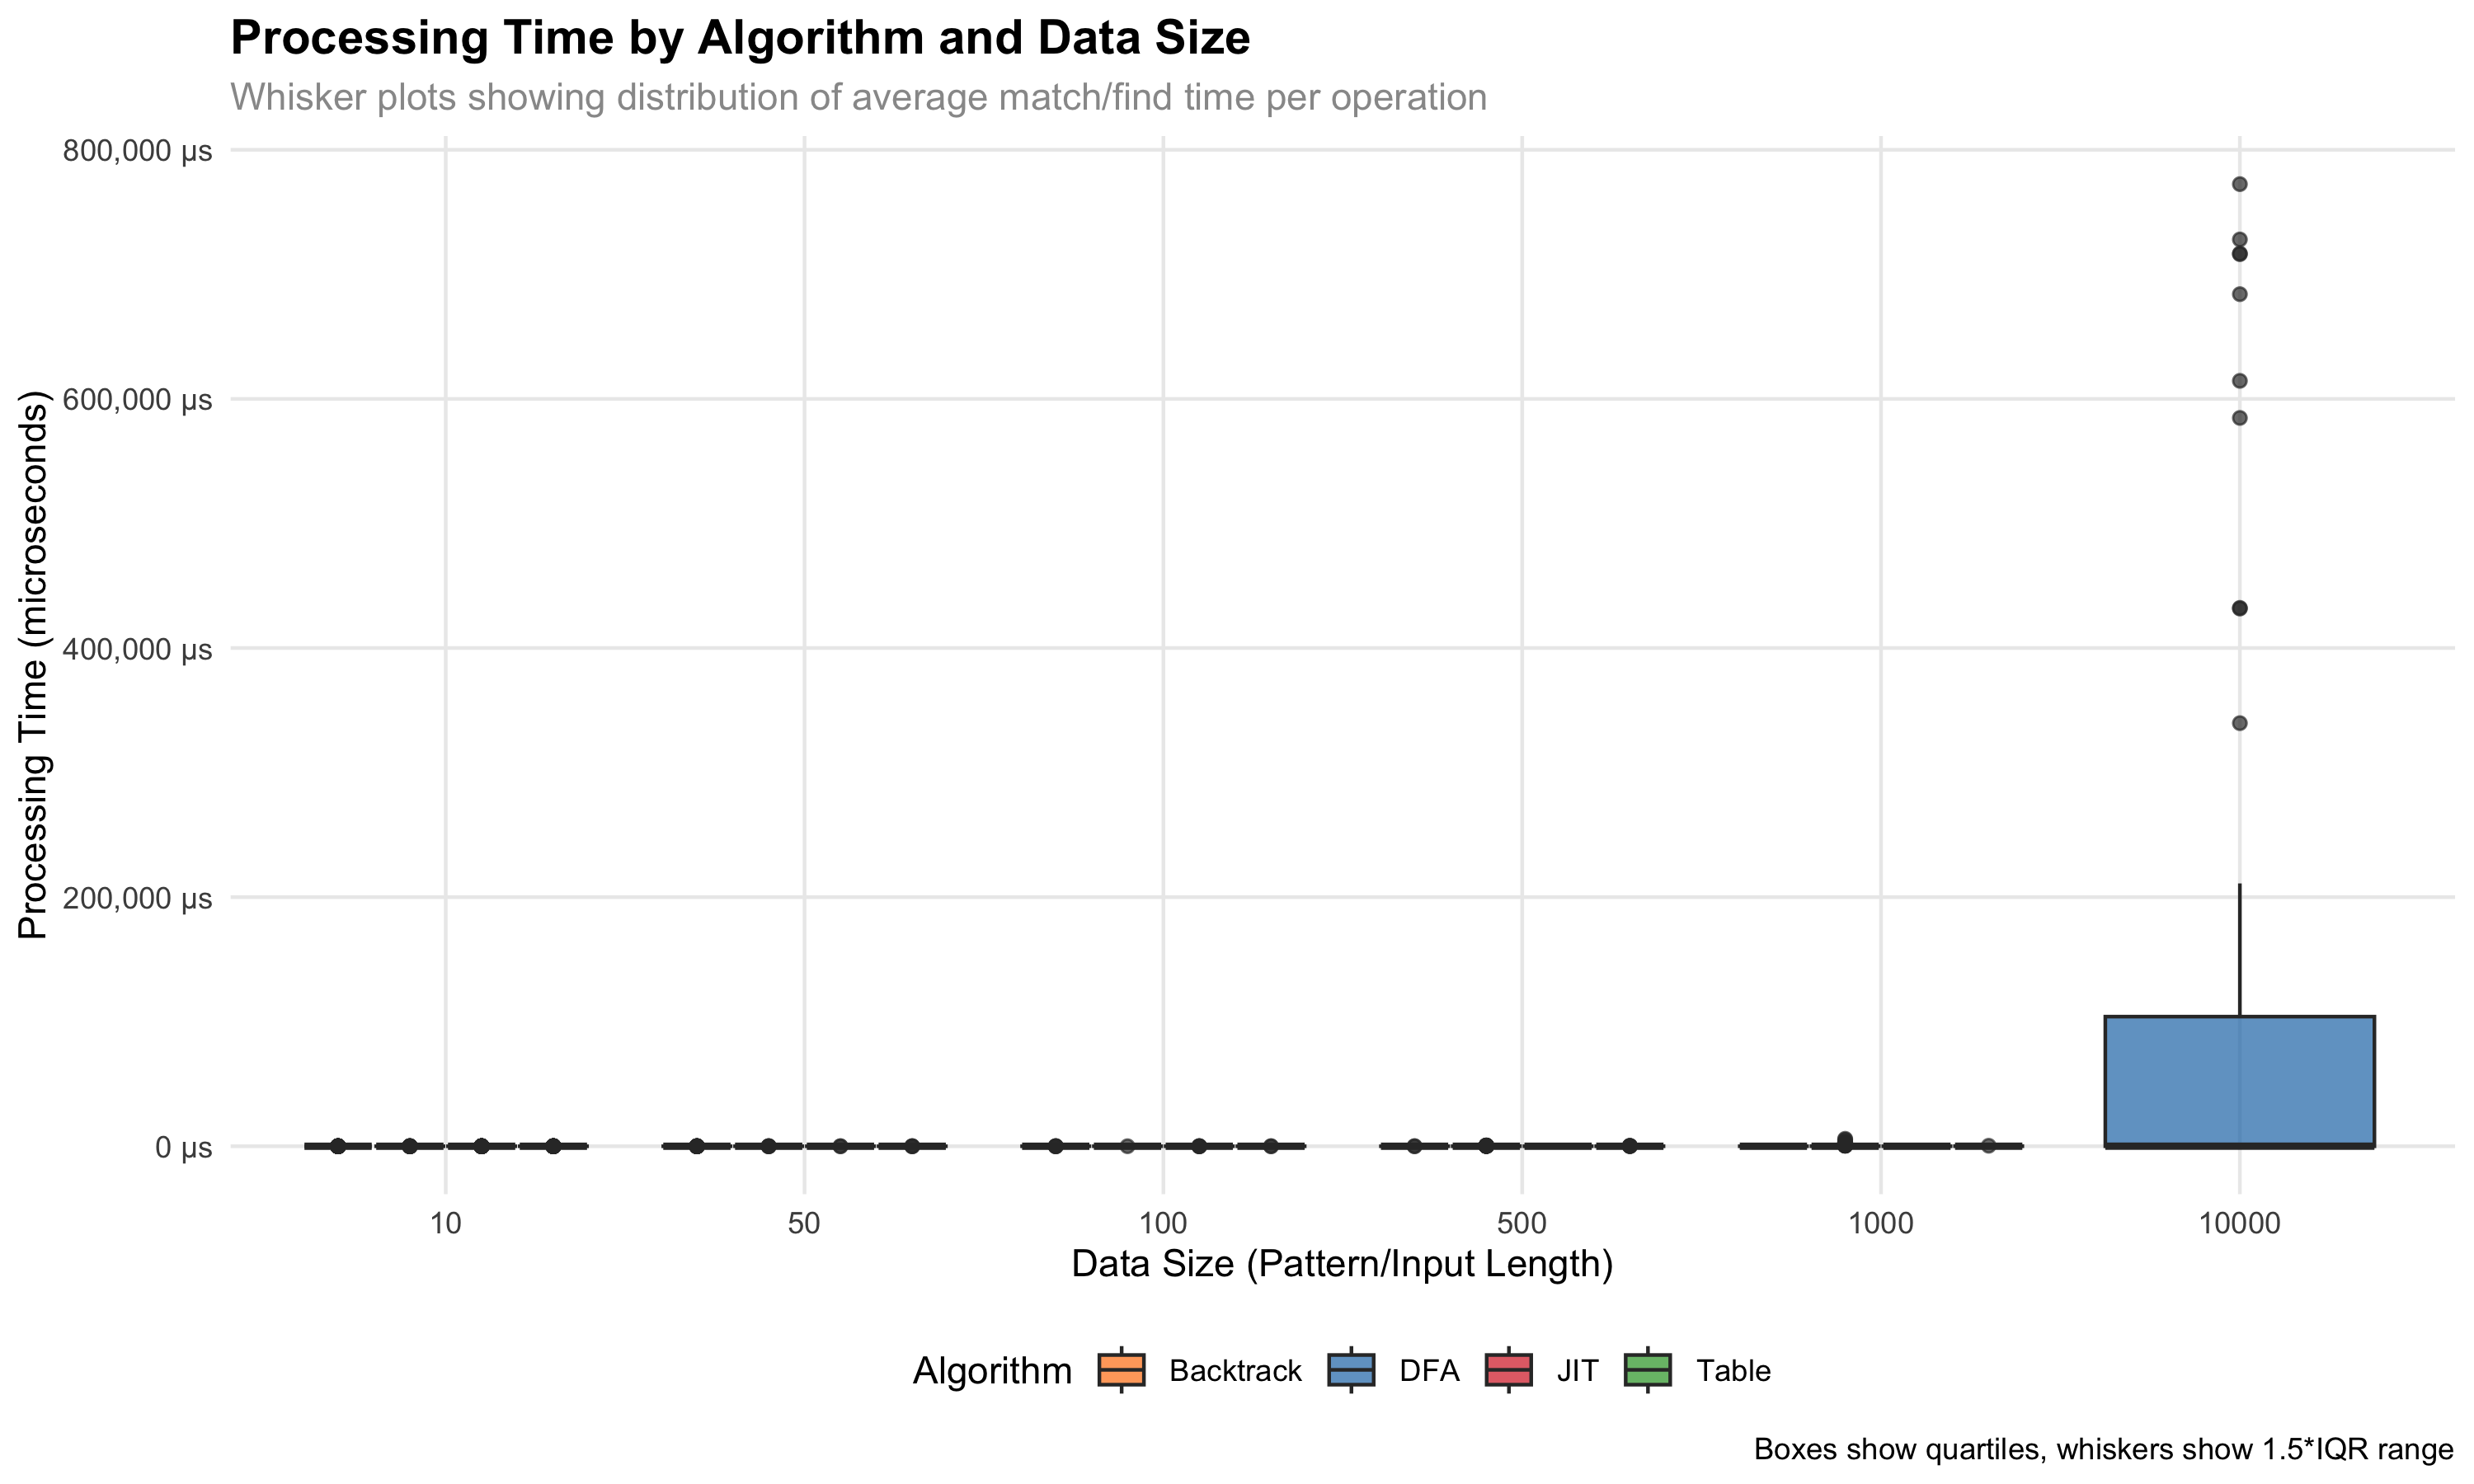 Processing Time by Algorithm and Data Size
Whisker plots showing distribution of average match/find time per operation
Processing Time (microseconds)
800,000 µs
600,000 µs
400,000 µs
200,000 µs
0 µs
10 50 100 500 1000 10000
Data Size (Pattern/Input Length)
Algorithm Backtrack DFA JIT Table
Boxes show quartiles, whiskers show 1.5*IQR range